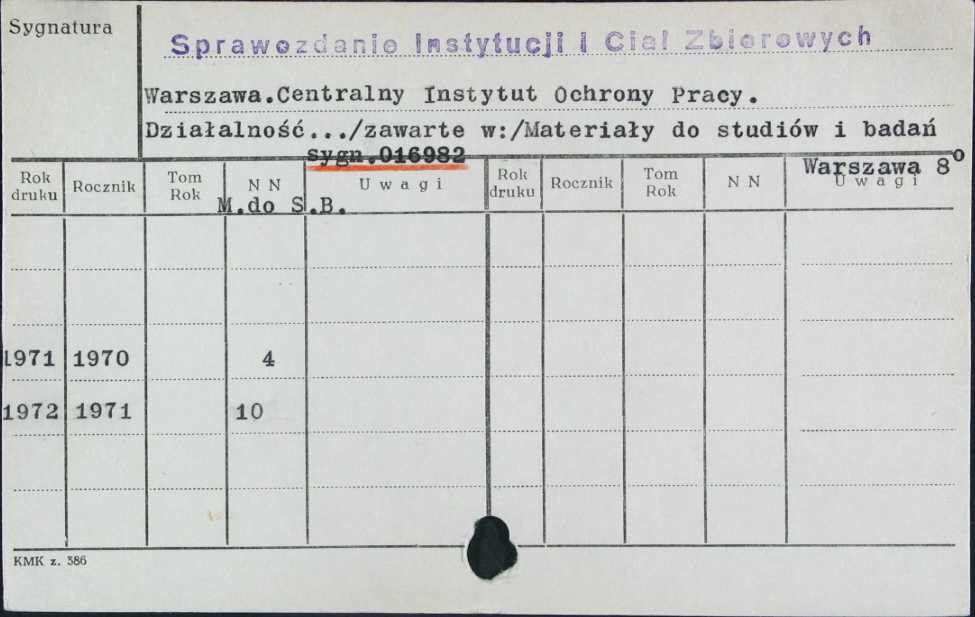 Sygnatura
Sprawozdanie Instytucji i Ciał Zbiorowych
Warszawa.Centralny Instytut Ochrony Pracy.
Działalność.../zawarte w:/Materiały do studiów i badań
sygn.016982
Warszawa 8°
Rok druku Rocznik Tom Rok N N Uwagi Rok druku Rocznik Tom Rok N N Uwagi
M.do S.B.
1971 1970 4
1972 1971 10
KMK z. 386